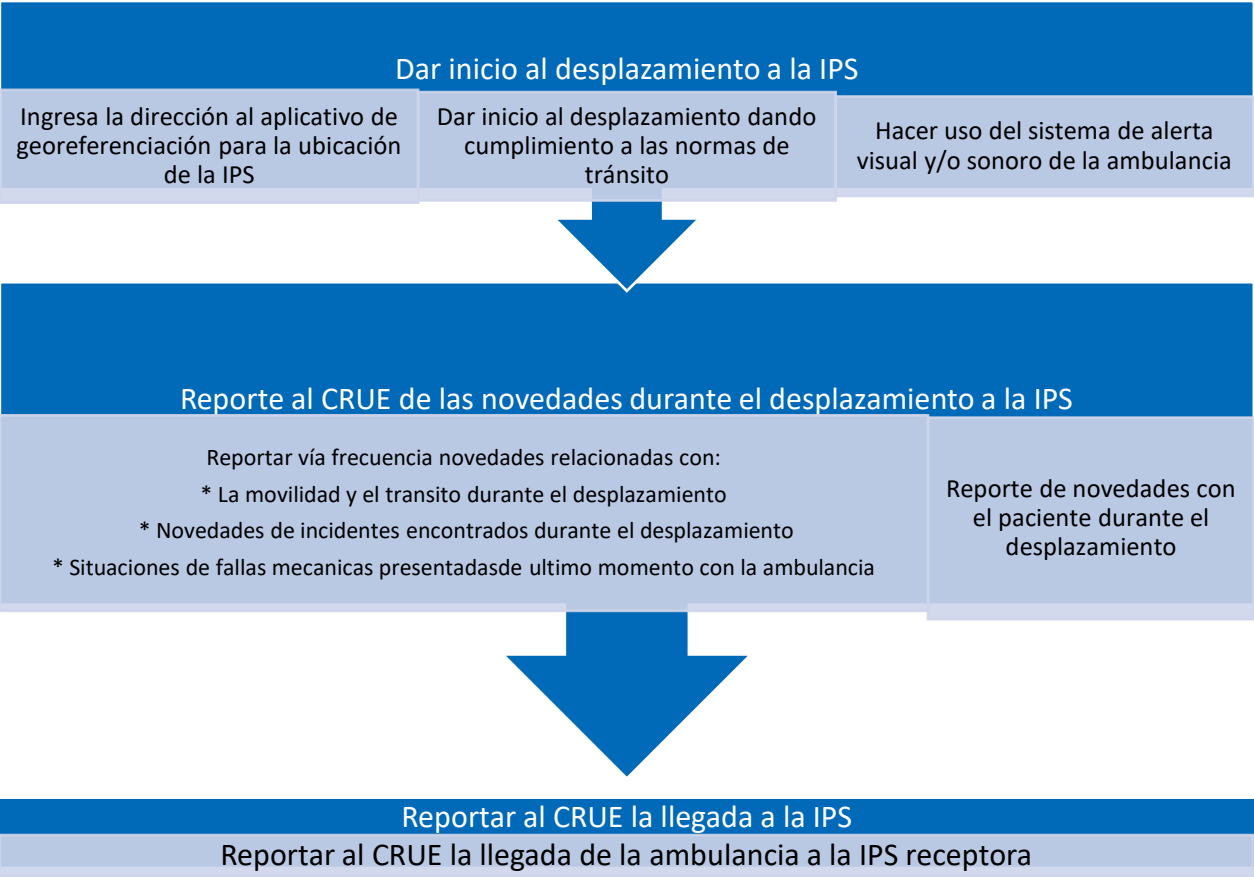 Dar inicio al desplazamiento a la IPS
Ingresa la dirección al aplicativo de
georeferenciación para la ubicación
de la IPS
Dar inicio al desplazamiento dando
cumplimiento a las normas de
tránsito
Hacer uso del sistema de alerta
visual y/o sonoro de la ambulancia
Reporte al CRUE de las novedades durante el desplazamiento a la IPS
Reportar vía frecuencia novedades relacionadas con:
* La movilidad y el transito durante el desplazamiento
* Novedades de incidentes encontrados durante el desplazamiento
* Situaciones de fallas mecanicas presentadasde ultimo momento con la ambulancia
Reporte de novedades con
el paciente durante el
desplazamiento
Reportar al CRUE la llegada a la IPS
Reportar al CRUE la llegada de la ambulancia a la IPS receptora